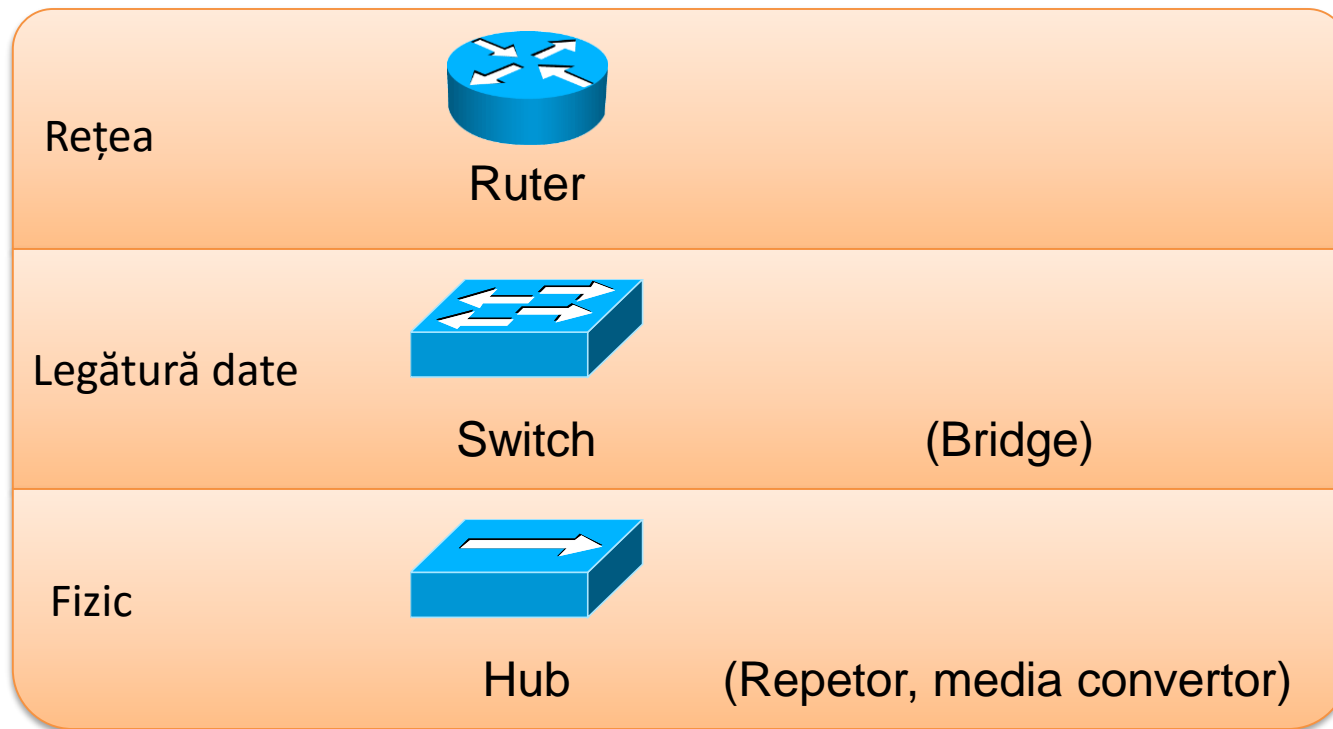 Rețea
Ruter
Legătură date
Switch (Bridge)
Fizic
Hub (Repetor, media convertor)